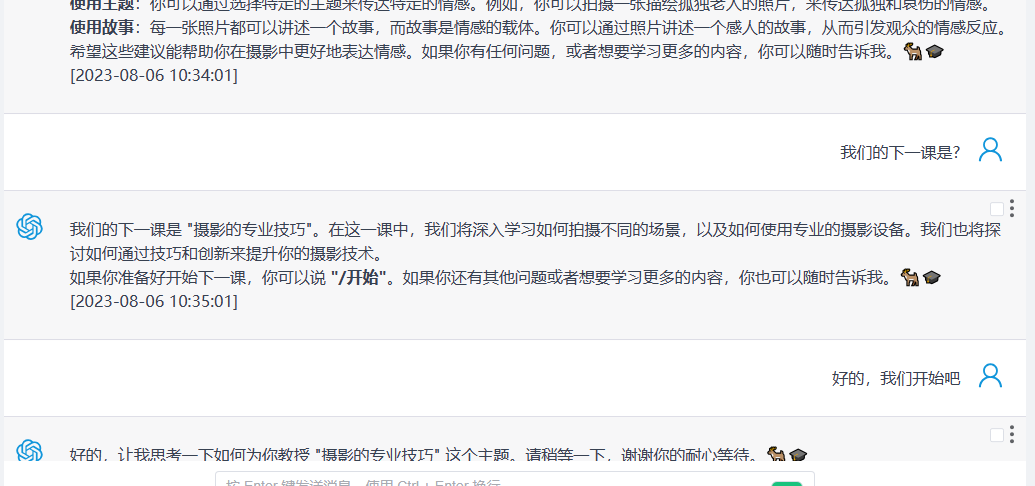 使用主题：你可以通过选择特定的主题来传达特定的情感。例如，你可以拍摄一张描绘孤独老人的照片，来传达孤独和哀伤的情感。
使用故事：每一张照片都可以讲述一个故事，而故事是情感的载体。你可以通过照片讲述一个感人的故事，从而引发观众的情感反应。
希望这些建议能帮助你在摄影中更好地表达情感。如果你有任何问题，或者想要学习更多的内容，你可以随时告诉我。🐕🎓
[2023-08-06 10:34:01]
我们的下一课是?
我们的下一课是 "摄影的专业技巧"。在这一课中，我们将深入学习如何拍摄不同的场景，以及如何使用专业的摄影设备。我们也将探
讨如何通过技巧和创新来提升你的摄影技术。
如果你准备好开始下一课，你可以说 "/开始"。如果你还有其他问题或者想要学习更多的内容，你也可以随时告诉我。🐕🎓
[2023-08-06 10:35:01]
好的，我们开始吧
好的，让我思考一下如何为你教授 "摄影的专业技巧" 这个主题。请稍等一下，谢谢你的耐心等待。🐕🎓
按 Enter 键发送消息，使用 Ctrl + Enter 换行